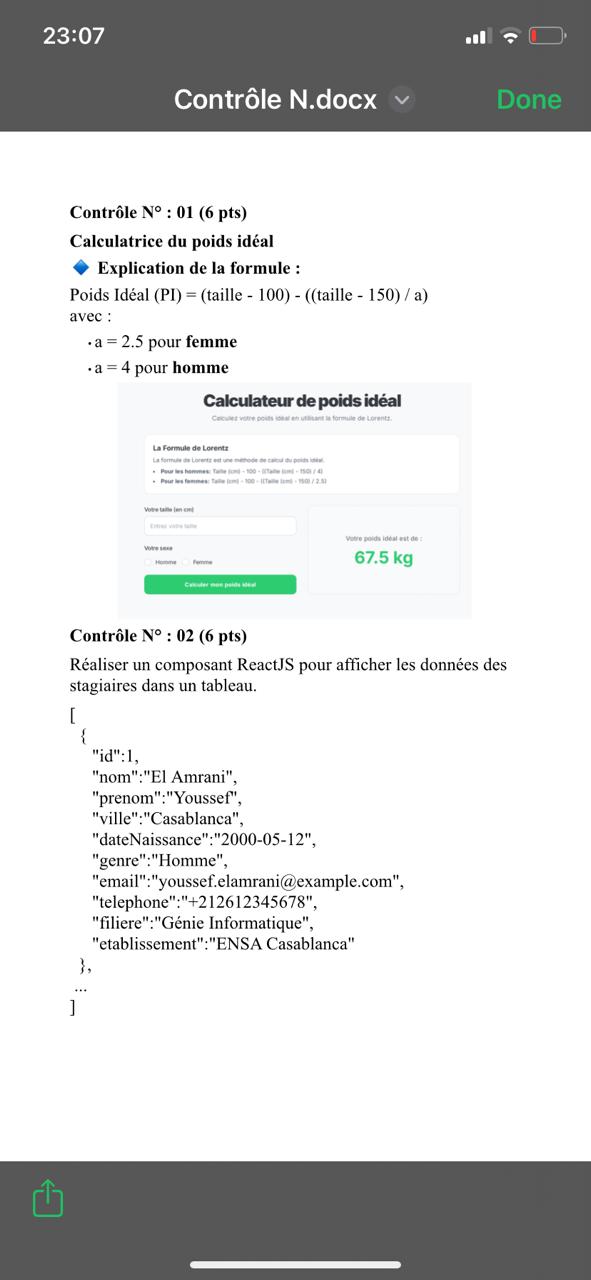 23:07
Contrôle N.docx
Done
Contrôle N° : 01 (6 pts)
Calculatrice du poids idéal
Explication de la formule :
Poids Idéal (PI) = (taille - 100) - ((taille - 150) / a)
avec :
• a = 2.5 pour femme
• a = 4 pour homme
Calculateur de poids idéal
Calculez votre poids idéal en utilisant la formule de Lorentz.
La Formule de Lorentz
La formule de Lorentz est une méthode de calcul du poids idéal.
• Pour les hommes: Taille (cm) - 100 - ((Taille (cm) - 150) / 4)
• Pour les femmes: Taille (cm) - 100 - ((Taille (cm) - 150) / 2.5)
Votre taille (en cm)
Entrez votre taille
Votre sexe
Homme Femme
Calculer mon poids idéal
Votre poids idéal est de :
67.5 kg
Contrôle N° : 02 (6 pts)
Réaliser un composant ReactJS pour afficher les données des
stagiaires dans un tableau.
[
{
"id":1,
"nom":"El Amrani",
"prenom":"Youssef",
"ville":"Casablanca",
"dateNaissance":"2000-05-12",
"genre":"Homme",
"email":"youssef.elamrani@example.com",
"telephone":"+212612345678",
"filiere":"Génie Informatique",
"etablissement":"ENSA Casablanca"
},
...
]